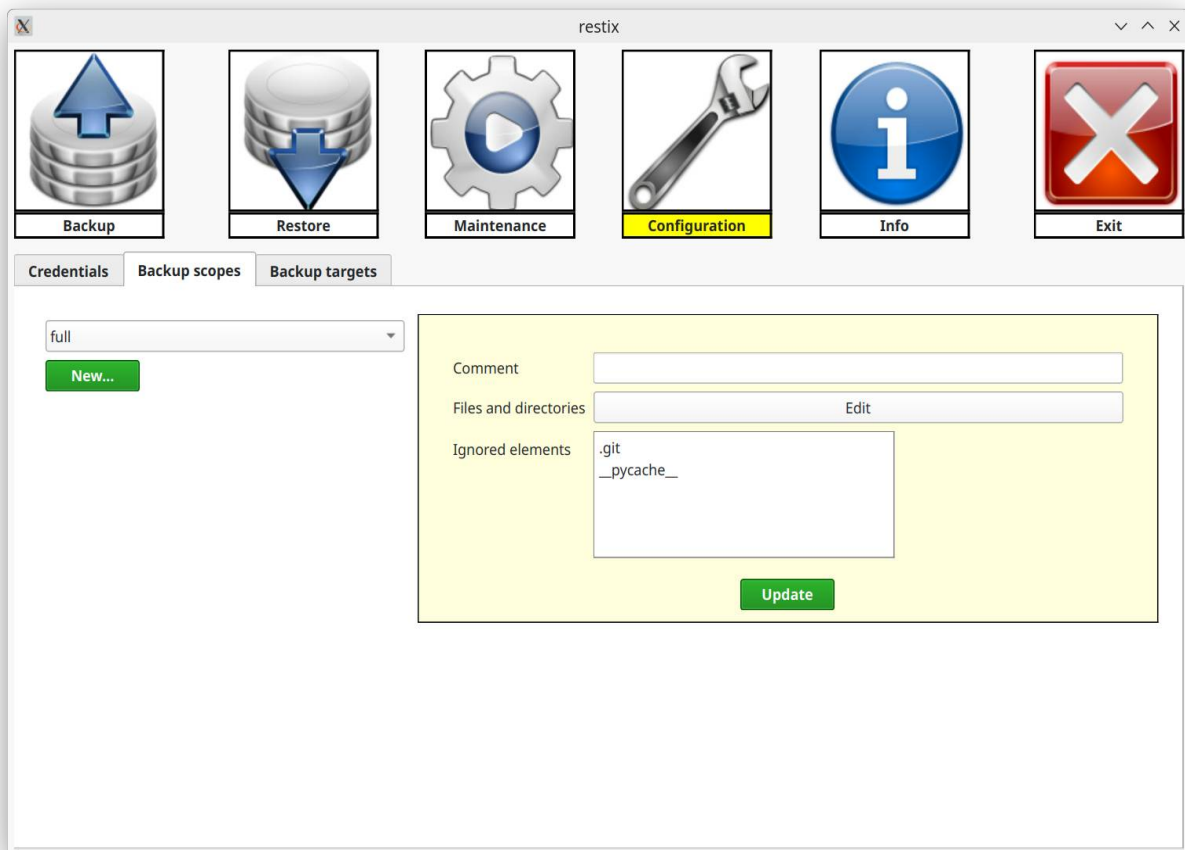 restix
Backup
Restore
Maintenance
Configuration
Info
Exit
Credentials
Backup scopes
Backup targets
full
New...
Comment
Files and directories
Edit
Ignored elements
.git
__pycache__
Update